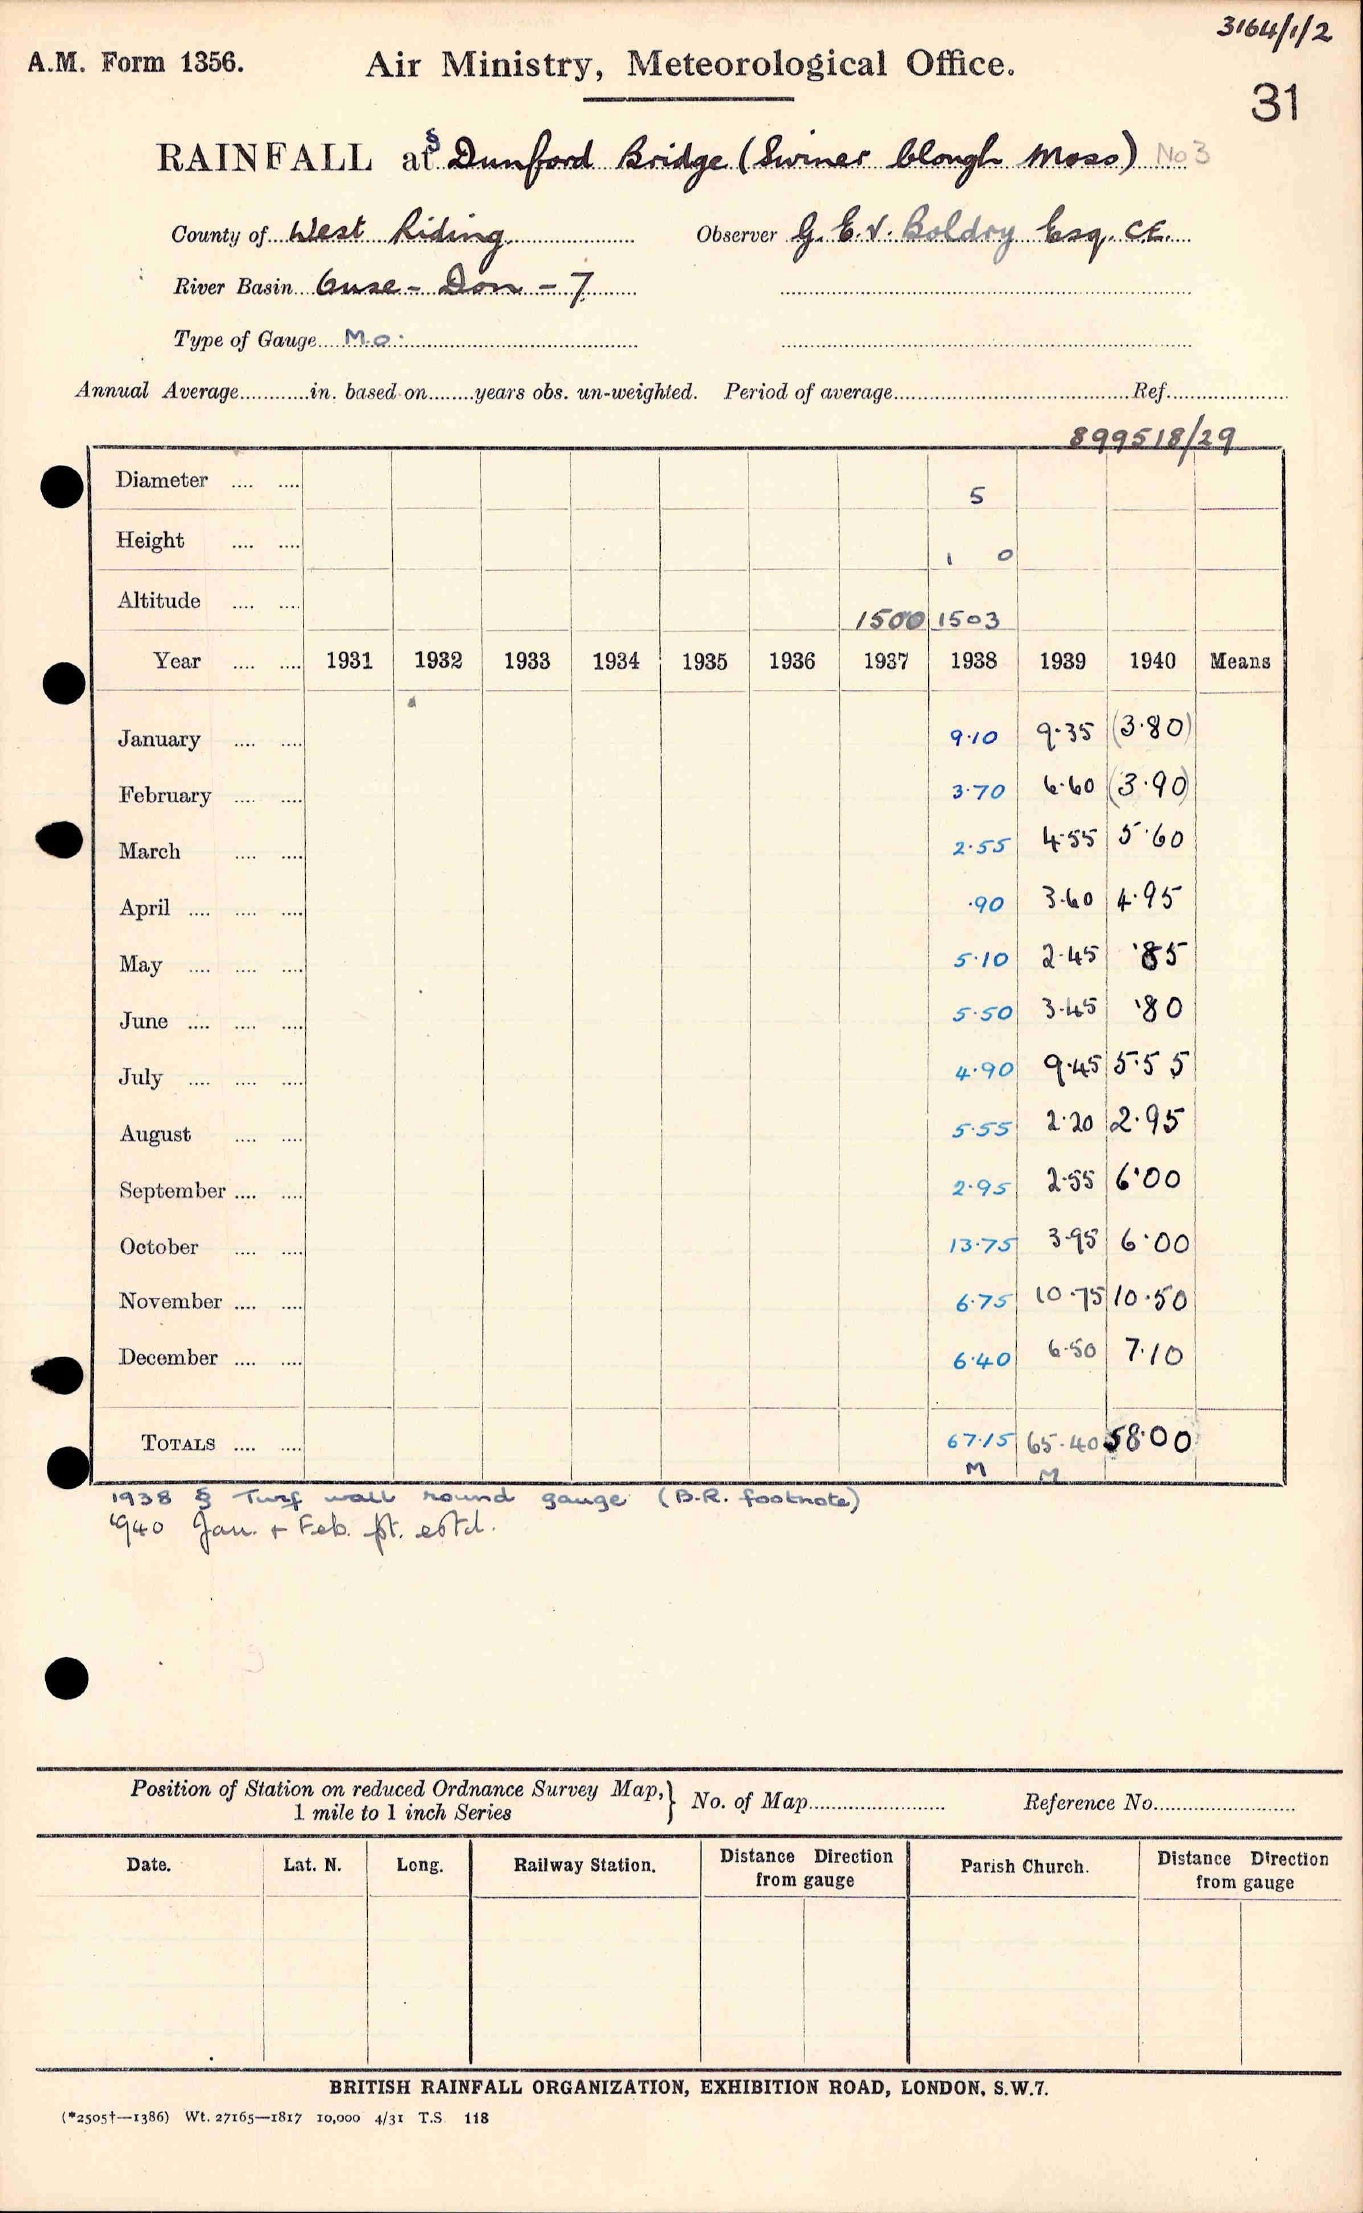 3164/1/2
A.M. Form 1356. Air Ministry, Meteorological Office.
31
RAINFALL at § Dunford Bridge (Swiner Clough Moss) No 3
County of West Riding Observer G. E. V. Boldry Esq. C.E.
River Basin Ouse - Don - 7
Type of Gauge M.O.
Annual Average in. based on years obs. un-weighted. Period of average Ref.
899518/29
Diameter 5
Height 1 0
Altitude 1500 1503
Year 1931 1932 1933 1934 1935 1936 1937 1938 1939 1940 Means
January 9.10 9.35 (3.80)
February 3.70 6.60 (3.90)
March 2.55 4.55 5.60
April .90 3.60 4.95
May 5.10 2.45 .85
June 5.50 3.45 .80
July 4.90 9.45 5.55
August 5.55 2.20 2.95
September 2.95 2.55 6.00
October 13.75 3.95 6.00
November 6.75 10.75 10.50
December 6.40 6.50 7.10
TOTALS 67.15 65.40 58.00
M M
1938 § Turf wall round gauge (B.R. footnote)
1940 Jan. + Feb. pt. estd.
Position of Station on reduced Ordnance Survey Map, 1 mile to 1 inch Series } No. of Map Reference No.
Date. Lat. N. Long. Railway Station. Distance Direction from gauge Parish Church. Distance Direction from gauge
BRITISH RAINFALL ORGANIZATION, EXHIBITION ROAD, LONDON, S.W.7.
(*2505†—1386) Wt. 27165—1817 10,000 4/31 T.S. 118